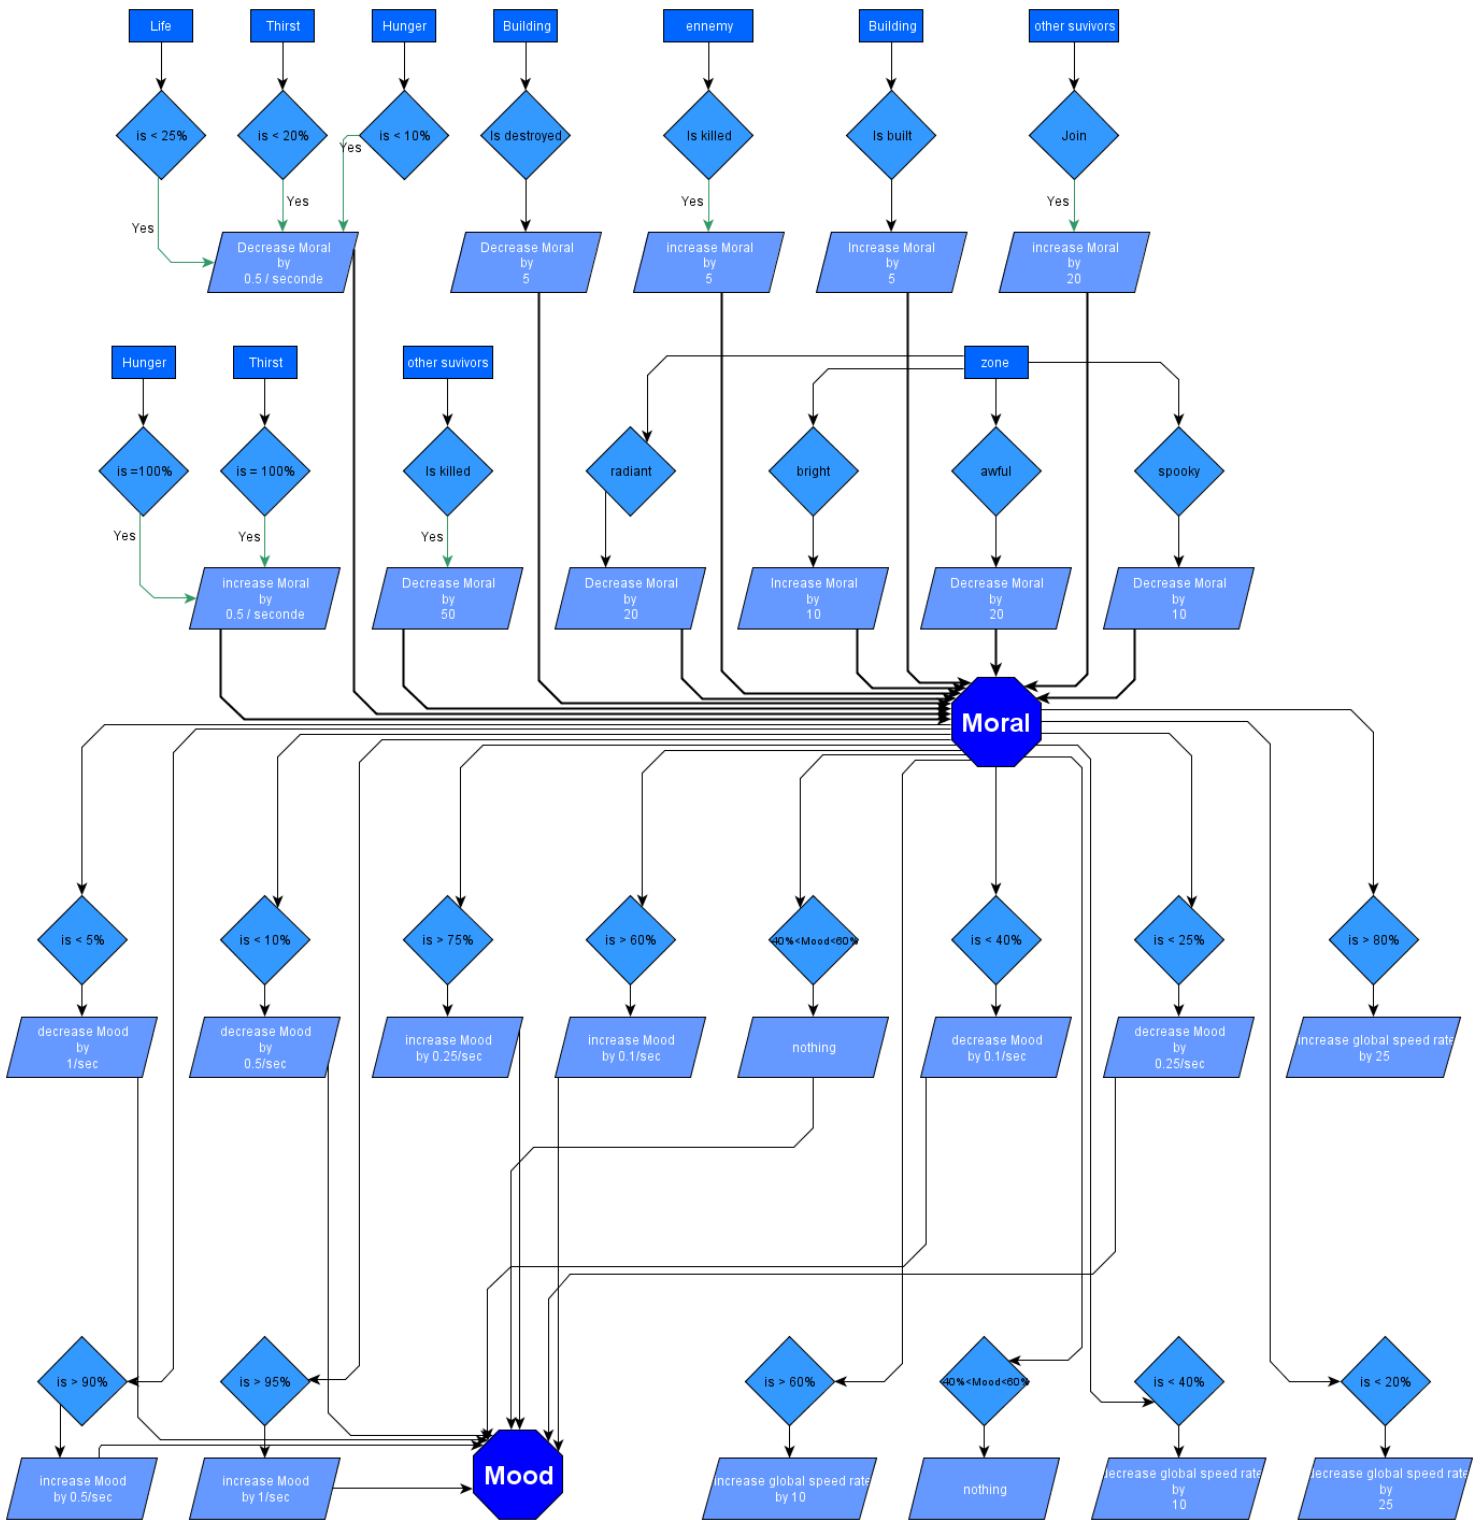 Life
Thirst
Hunger
Building
ennemy
Building
other suvivors
is < 25%
is < 20%
is < 10%
Is destroyed
Is killed
Is built
Join
Yes
Yes
Yes
Yes
Yes
Decrease Moral
by
0.5 / seconde
Decrease Moral
by
5
increase Moral
by
5
Increase Moral
by
5
increase Moral
by
20
Hunger
Thirst
other suvivors
zone
is =100%
is = 100%
Is killed
radiant
bright
awful
spooky
Yes
Yes
Yes
increase Moral
by
0.5 / seconde
Decrease Moral
by
50
Decrease Moral
by
20
Increase Moral
by
10
Decrease Moral
by
20
Decrease Moral
by
10
Moral
is < 5%
is < 10%
is > 75%
is > 60%
40%<Mood<60%
is < 40%
is < 25%
is > 80%
decrease Mood
by
1/sec
decrease Mood
by
0.5/sec
increase Mood
by 0.25/sec
increase Mood
by 0.1/sec
nothing
decrease Mood
by 0.1/sec
decrease Mood
by
0.25/sec
increase global speed rate
by 25
is > 90%
is > 95%
is > 60%
40%<Mood<60%
is < 40%
is < 20%
increase Mood
by 0.5/sec
increase Mood
by 1/sec
Mood
increase global speed rate
by 10
nothing
decrease global speed rate
by
10
decrease global speed rate
by
25